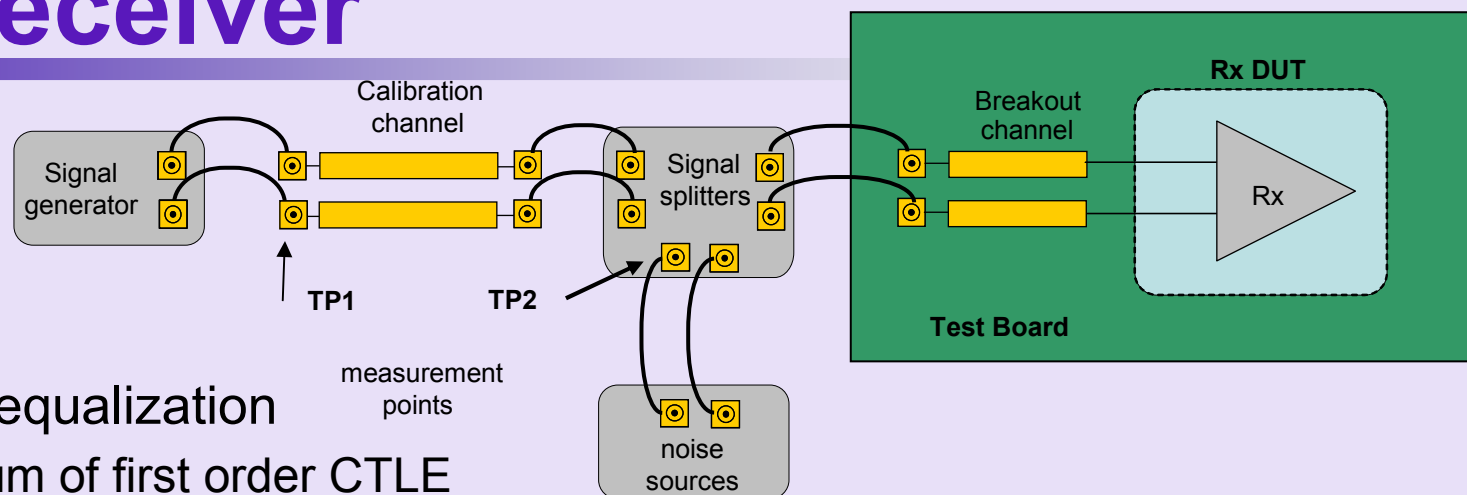 eceiver
Calibration
channel
Signal
generator
Signal
splitters
Breakout
channel
Rx DUT
Rx
TP1
TP2
Test Board
measurement
points
equalization
um of first order CTLE
noise
sources